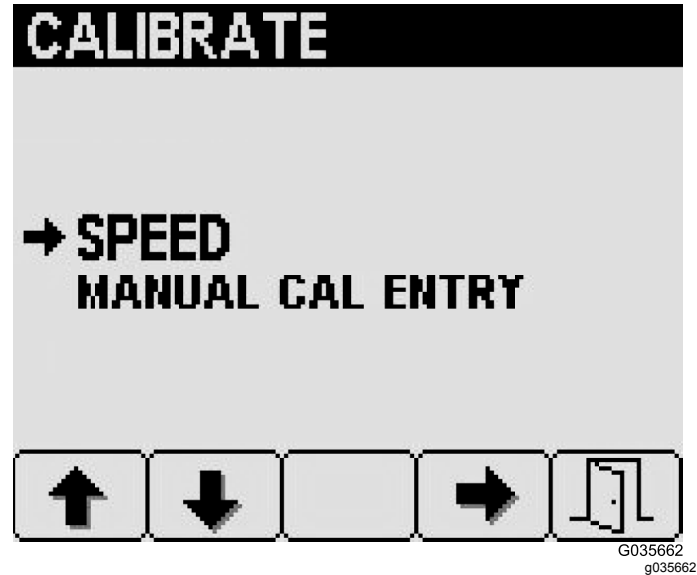 CALIBRATE
SPEED
MANUAL CAL ENTRY
G035662
g035662